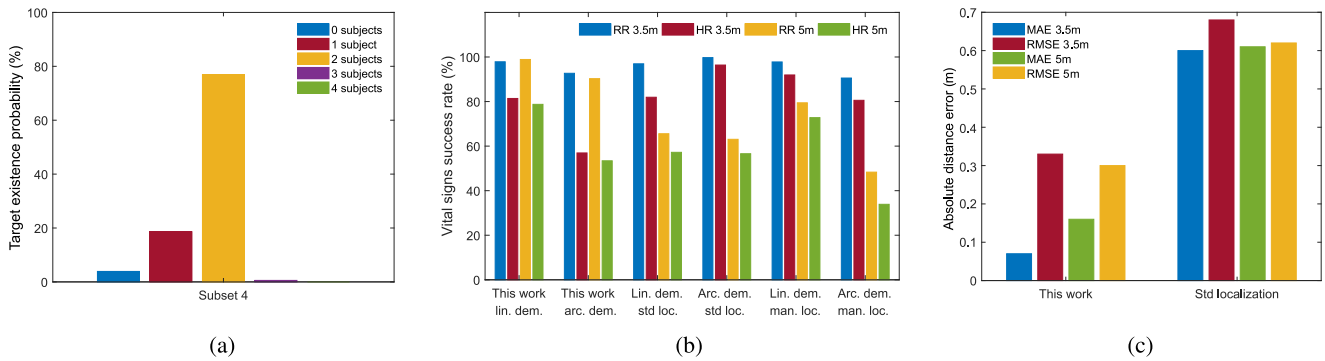 Target existence probability (%)
100
80
60
40
20
0
0 subjects
1 subject
2 subjects
3 subjects
4 subjects
Subset 4
(a)
Vital signs success rate (%)
RR 3.5m HR 3.5m RR 5m HR 5m
100
80
60
40
20
0
This work This work Lin. dem. Arc. dem. Lin. dem. Arc. dem.
lin. dem. arc. dem. std loc. std loc. man. loc. man. loc.
(b)
Absolute distance error (m)
0.7
0.6
0.5
0.4
0.3
0.2
0.1
0
MAE 3.5m
RMSE 3.5m
MAE 5m
RMSE 5m
This work Std localization
(c)